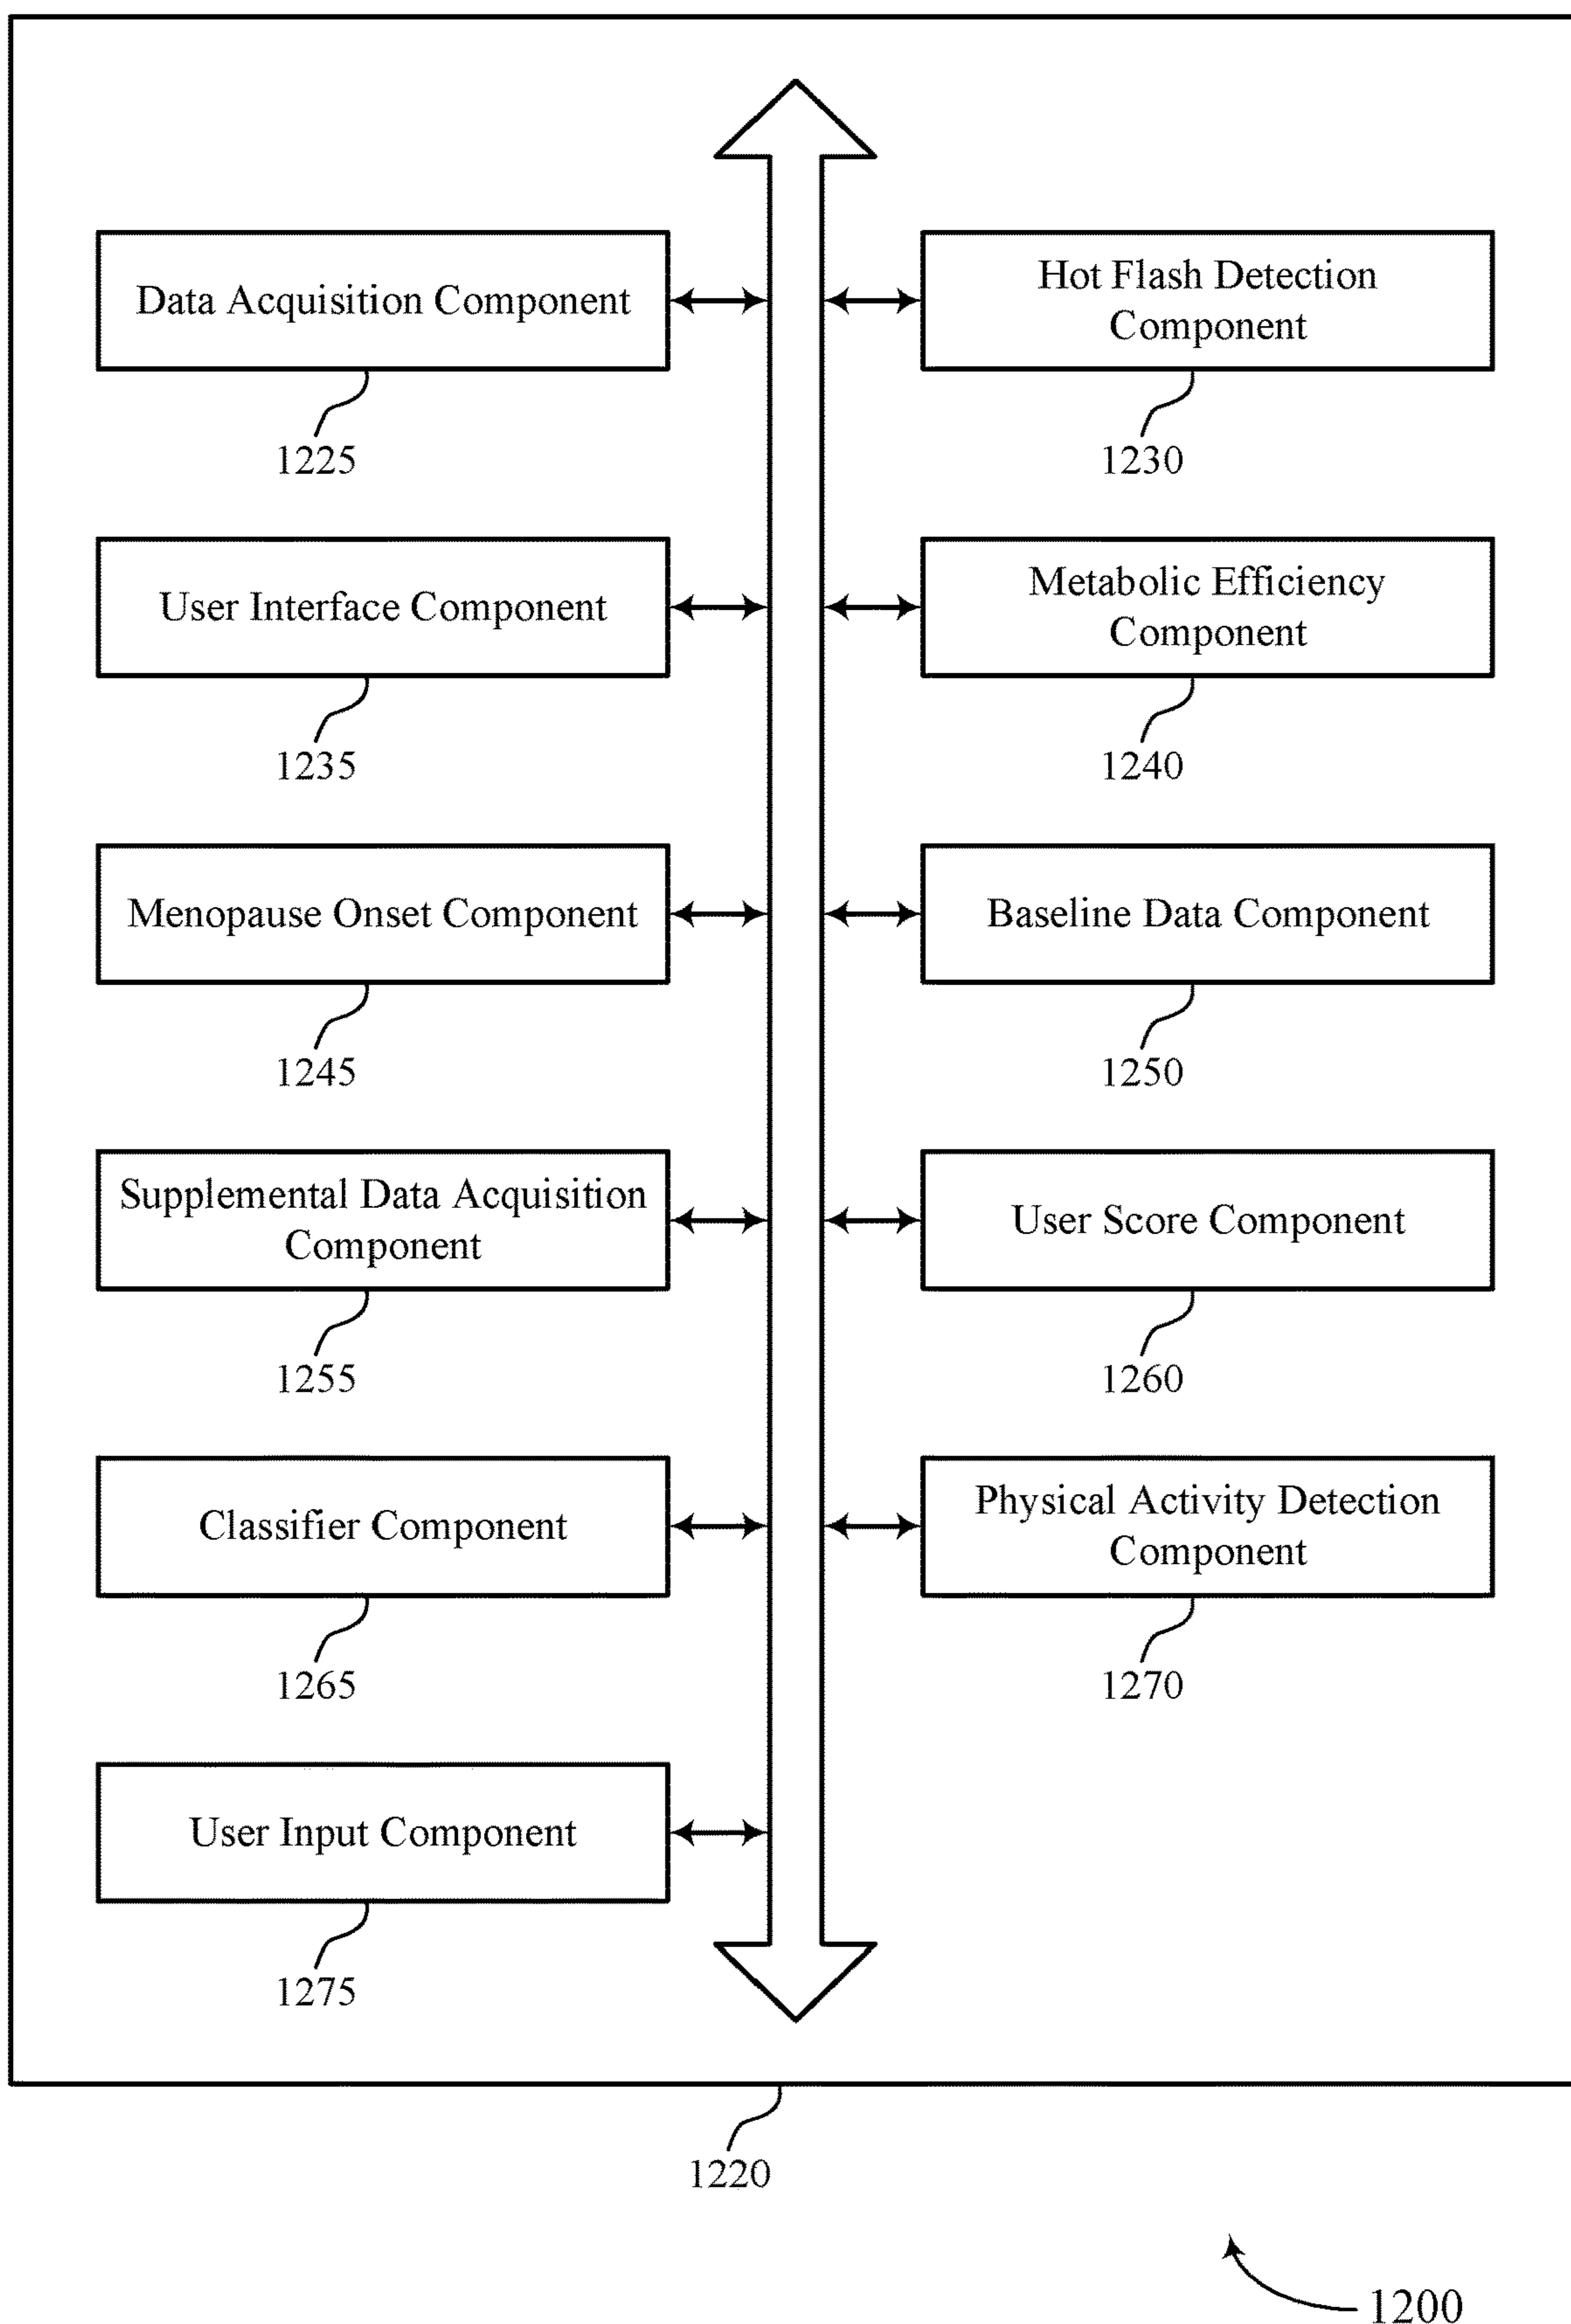 Data Acquisition Component
1225
Hot Flash Detection
Component
1230
User Interface Component
1235
Metabolic Efficiency
Component
1240
Menopause Onset Component
1245
Baseline Data Component
1250
Supplemental Data Acquisition
Component
1255
User Score Component
1260
Classifier Component
1265
Physical Activity Detection
Component
1270
User Input Component
1275
1220
1200